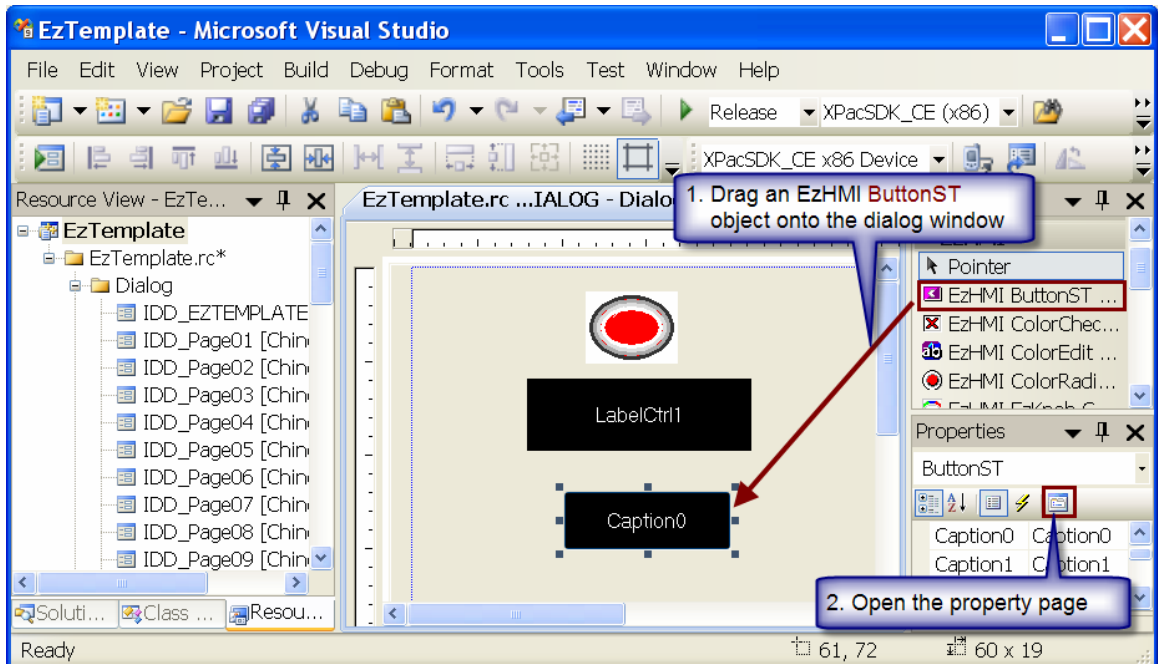 EzTemplate - Microsoft Visual Studio
File Edit View Project Build Debug Format Tools Test Window Help
Release XPacSDK_CE (x86)
XPacSDK_CE x86 Device
Resource View - EzTe...
EzTemplate.rc ...IALOG - Dialo
1. Drag an EzHMI ButtonST
object onto the dialog window
EzTemplate
EzTemplate.rc*
Dialog
IDD_EZTEMPLATE
IDD_Page01 [Chin
IDD_Page02 [Chin
IDD_Page03 [Chin
IDD_Page04 [Chin
IDD_Page05 [Chin
IDD_Page06 [Chin
IDD_Page07 [Chin
IDD_Page08 [Chin
IDD_Page09 [Chin
Soluti... Class ... Resou...
LabelCtrl1
Caption0
Pointer
EzHMI ButtonST ...
EzHMI ColorChec...
EzHMI ColorEdit ...
EzHMI ColorRadi...
Properties
ButtonST
Caption0 Caption0
Caption1 Caption1
2. Open the property page
Ready
61, 72
60 x 19